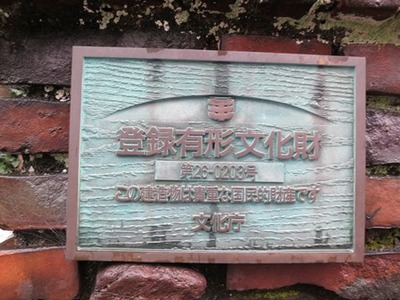 登録有形文化財
第26-0203号
この建造物は貴重な国民的財産です
文化庁